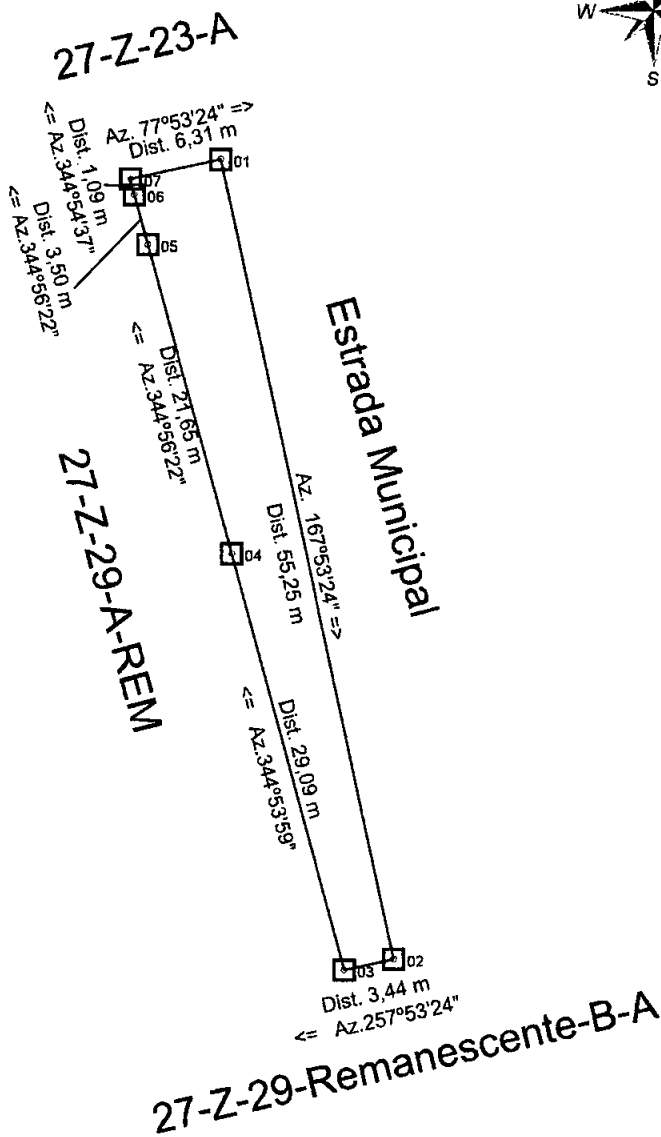 W
S
27-Z-23-A
Az. 77°53'24" =>
Dist. 6,31 m
01
Dist. 1,09 m
<= Az.344°54'37"
07
06
Dist. 3,50 m
<= Az.344°56'22"
05
Estrada Municipal
Dist. 21,65 m
<= Az.344°56'22"
27-Z-29-A-REM
Az. 167°53'24" =>
Dist. 55,25 m
04
Dist. 29,09 m
<= Az.344°53'59"
02
03
Dist. 3,44 m
<= Az.257°53'24"
27-Z-29-Remanescente-B-A